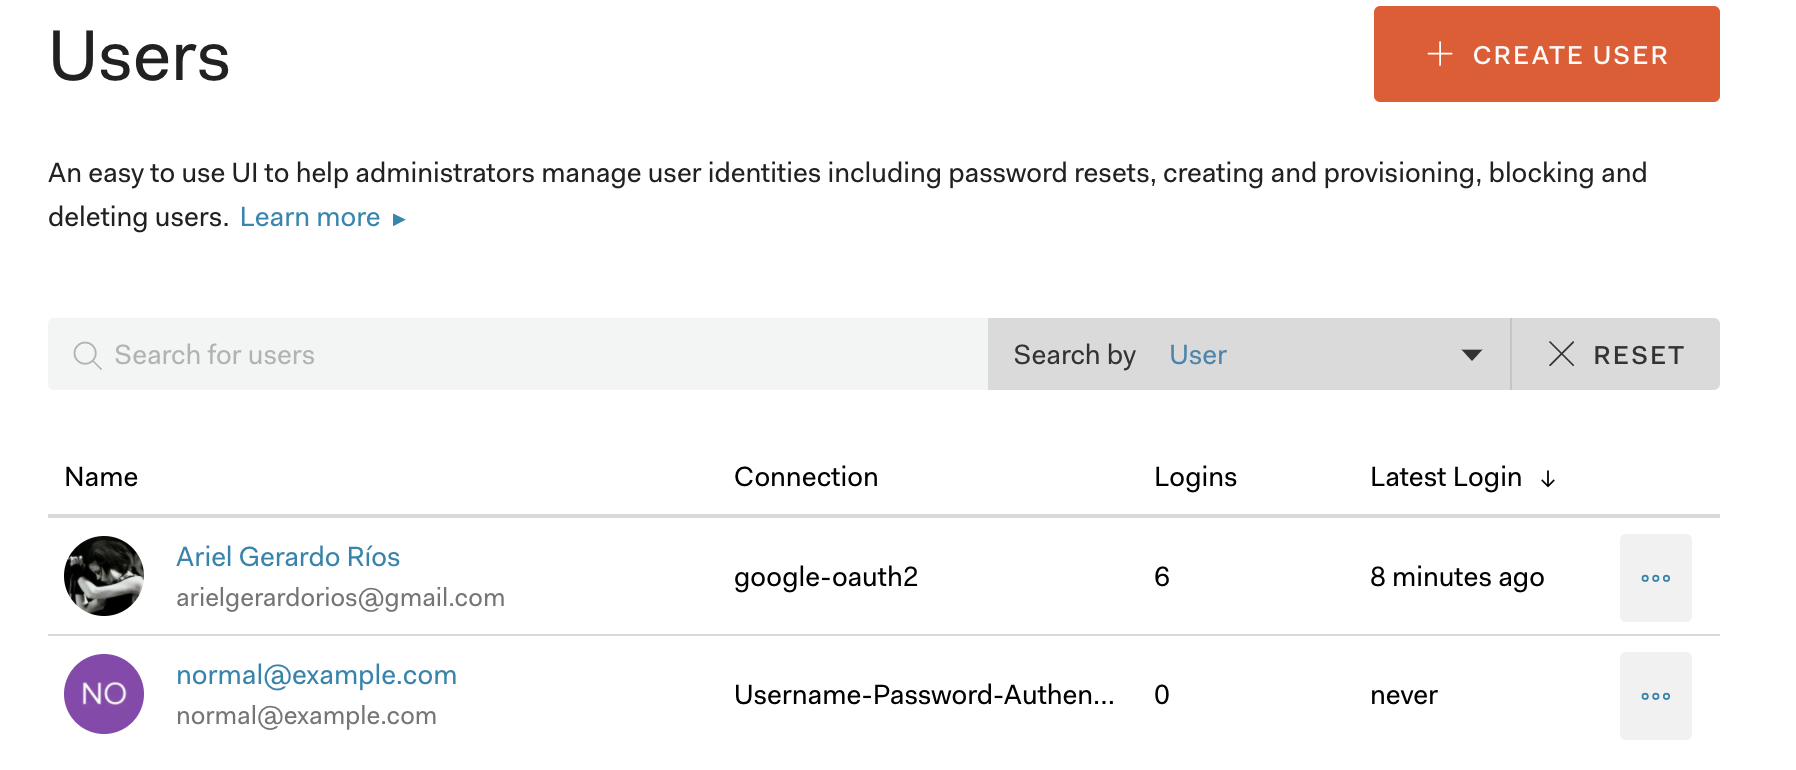 Users
+ CREATE USER
An easy to use UI to help administrators manage user identities including password resets, creating and provisioning, blocking and
deleting users. Learn more ▸
Search for users
Search by User
RESET
Name Connection Logins Latest Login ↓
Ariel Gerardo Ríos
arielgerardorios@gmail.com
google-oauth2 6 8 minutes ago
NO
normal@example.com
normal@example.com
Username-Password-Authen... 0 never